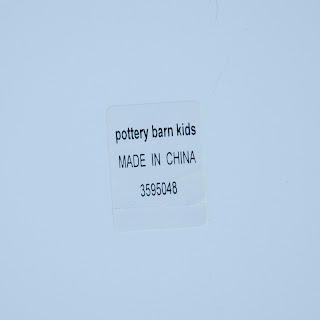 pottery barn kids
MADE IN CHINA
3595048